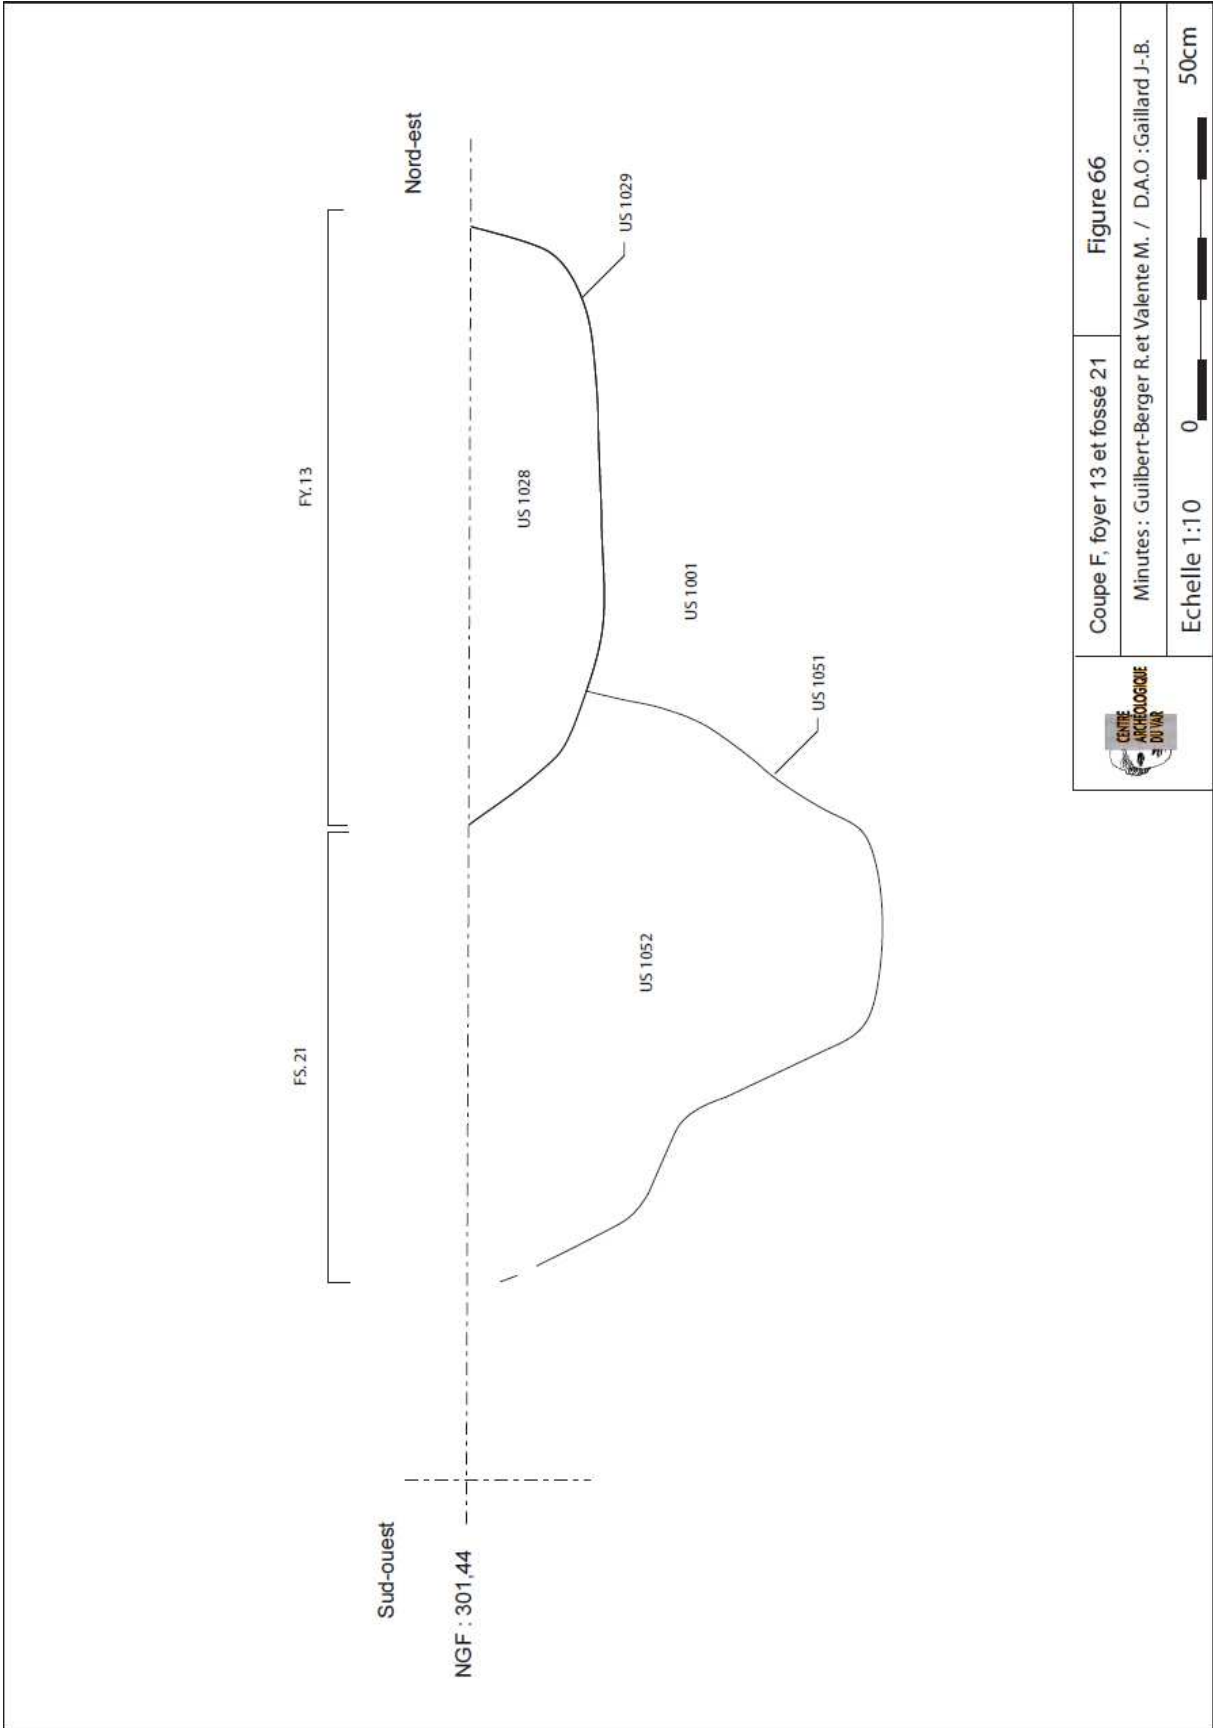 FS. 21
FY. 13
Sud-ouest
Nord-est
NGF : 301,44
US 1028
US 1029
US 1052
US 1001
US 1051
CENTRE
ARCHEOLOGIQUE
DU VAR
Coupe F, foyer 13 et fossé 21
Figure 66
Minutes : Guilbert-Berger R. et Valente M. / D.A.O : Gaillard J-.B.
Echelle 1:10
0
50cm